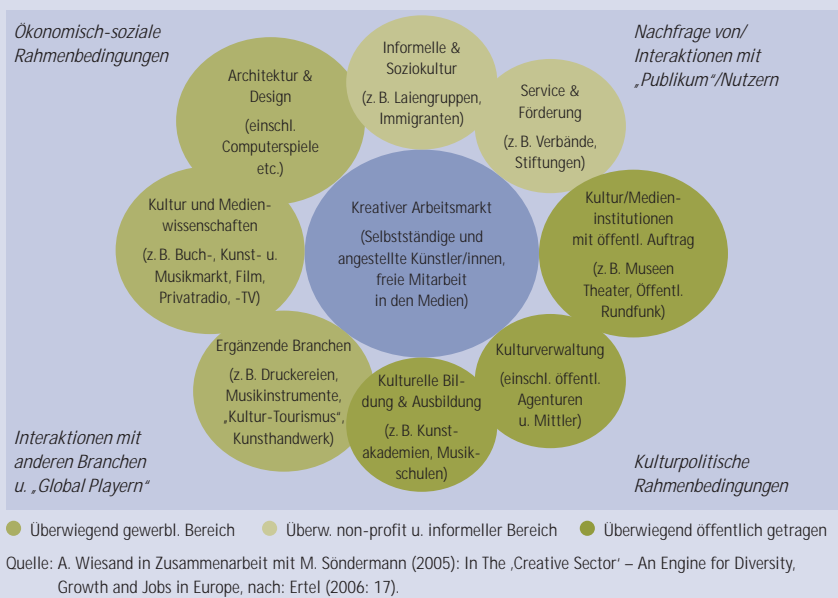 Ökonomisch-soziale
Rahmenbedingungen
Nachfrage von/
Interaktionen mit
„Publikum“/Nutzern
Informelle &
Soziokultur
(z. B. Laiengruppen,
Immigranten)
Architektur &
Design
(einschl.
Computerspiele
etc.)
Service &
Förderung
(z. B. Verbände,
Stiftungen)
Kultur und Medien-
wissenschaften
(z. B. Buch-, Kunst- u.
Musikmarkt, Film,
Privatradio, -TV)
Kreativer Arbeitsmarkt
(Selbstständige und
angestellte Künstler/innen,
freie Mitarbeit
in den Medien)
Kultur/Medien-
institutionen
mit öffentl. Auftrag
(z. B. Museen
Theater, Öffentl.
Rundfunk)
Ergänzende Branchen
(z. B. Druckereien,
Musikinstrumente,
„Kultur-Tourismus“,
Kunsthandwerk)
Kulturelle Bil-
dung & Ausbildung
(z. B. Kunst-
akademien, Musik-
schulen)
Kulturverwaltung
(einschl. öffentl.
Agenturen
u. Mittler)
Interaktionen mit
anderen Branchen
u. „Global Playern“
Kulturpolitische
Rahmenbedingungen
Überwiegend gewerbl. Bereich Überw. non-profit u. informeller Bereich Überwiegend öffentlich getragen
Quelle: A. Wiesand in Zusammenarbeit mit M. Söndermann (2005): In The ‚Creative Sector‘ – An Engine for Diversity,
Growth and Jobs in Europe, nach: Ertel (2006: 17).